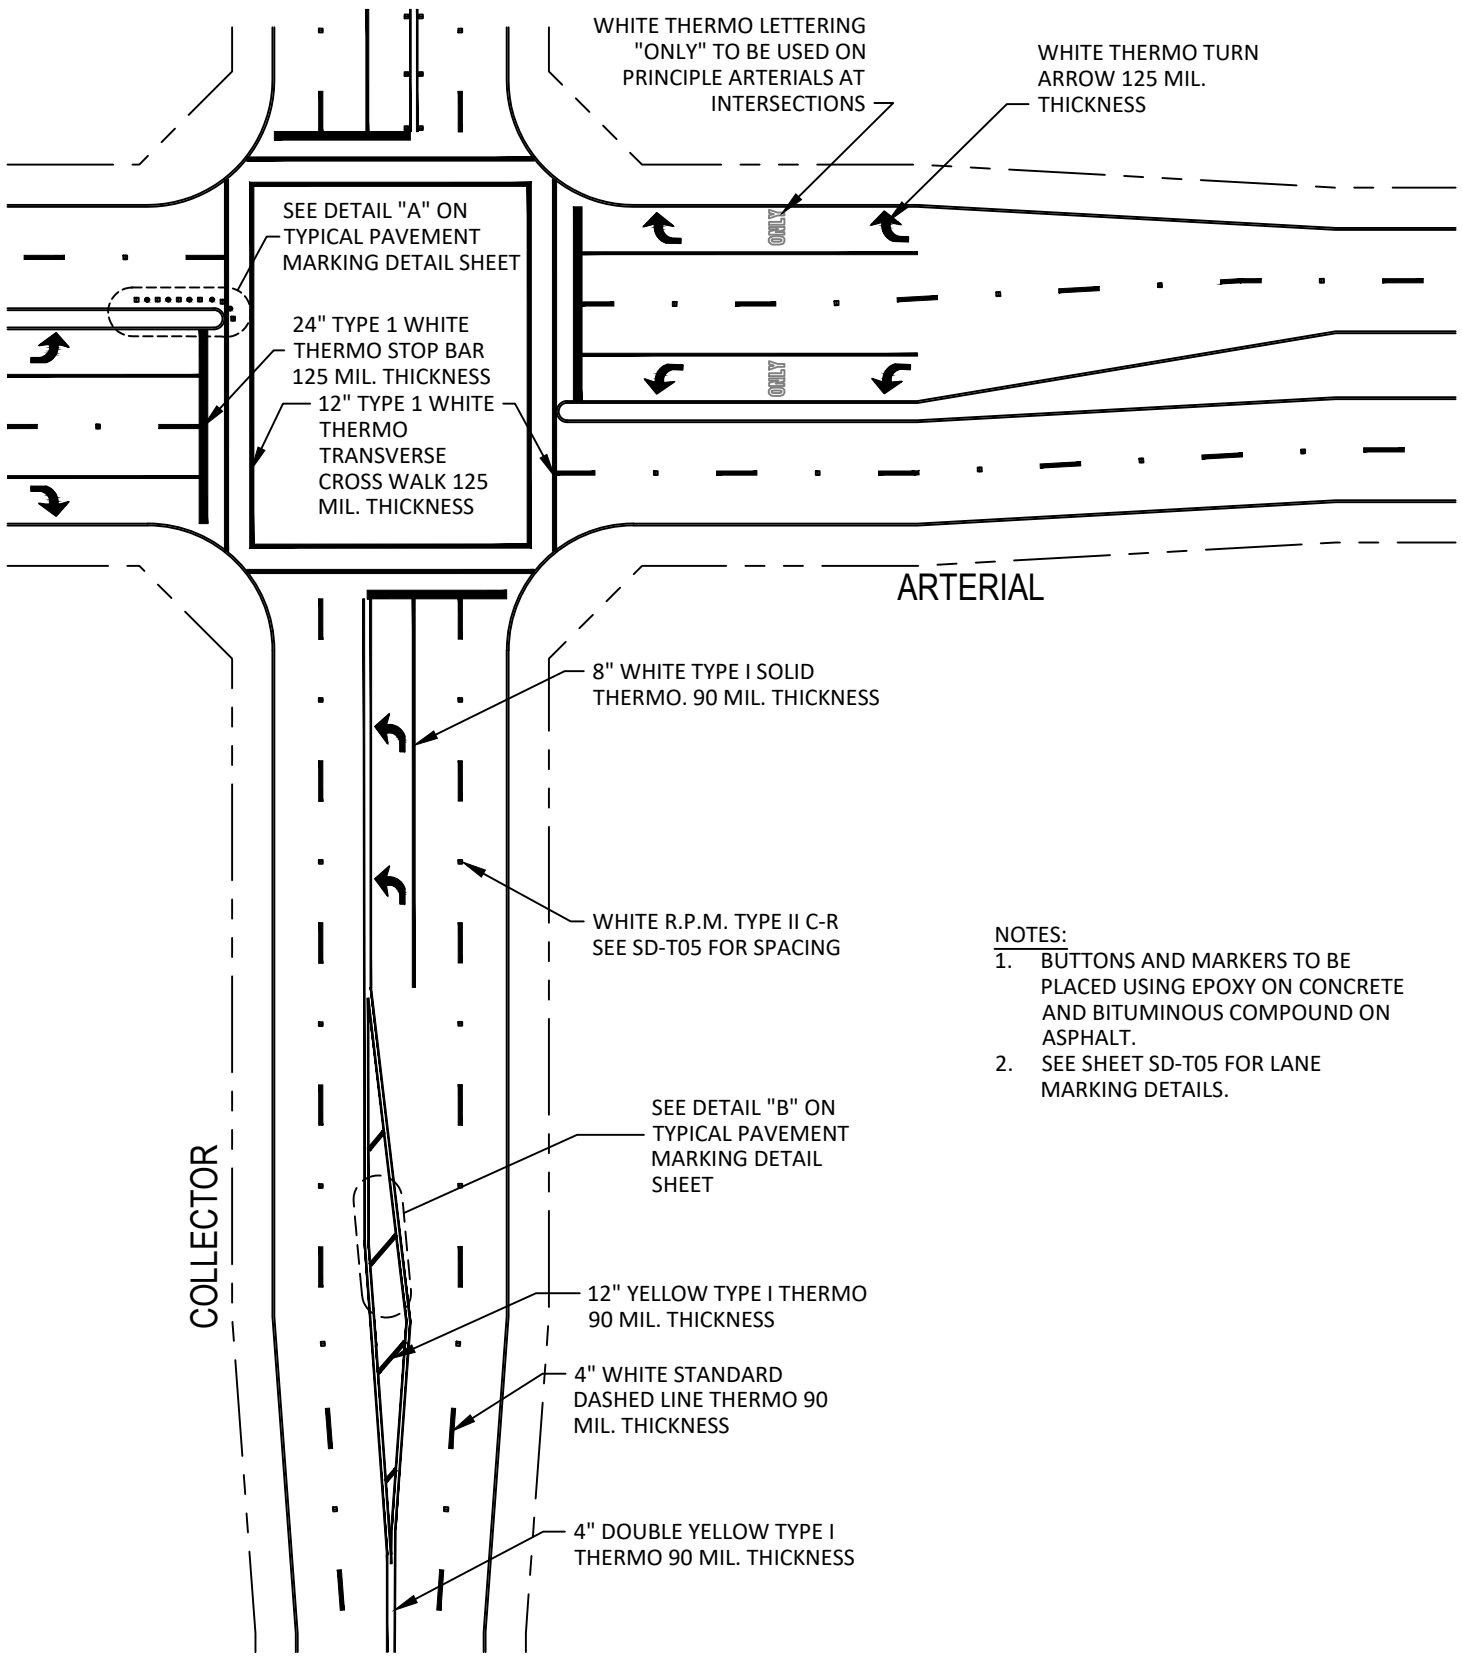 WHITE THERMO LETTERING
"ONLY" TO BE USED ON
PRINCIPLE ARTERIALS AT
INTERSECTIONS
WHITE THERMO TURN
ARROW 125 MIL.
THICKNESS
SEE DETAIL "A" ON
TYPICAL PAVEMENT
MARKING DETAIL SHEET
ONLY
24" TYPE 1 WHITE
THERMO STOP BAR
125 MIL. THICKNESS
ONLY
12" TYPE 1 WHITE
THERMO
TRANSVERSE
CROSS WALK 125
MIL. THICKNESS
ARTERIAL
8" WHITE TYPE I SOLID
THERMO. 90 MIL. THICKNESS
WHITE R.P.M. TYPE II C-R
SEE SD-T05 FOR SPACING
NOTES:
1. BUTTONS AND MARKERS TO BE
PLACED USING EPOXY ON CONCRETE
AND BITUMINOUS COMPOUND ON
ASPHALT.
2. SEE SHEET SD-T05 FOR LANE
MARKING DETAILS.
SEE DETAIL "B" ON
TYPICAL PAVEMENT
MARKING DETAIL
SHEET
COLLECTOR
12" YELLOW TYPE I THERMO
90 MIL. THICKNESS
4" WHITE STANDARD
DASHED LINE THERMO 90
MIL. THICKNESS
4" DOUBLE YELLOW TYPE I
THERMO 90 MIL. THICKNESS